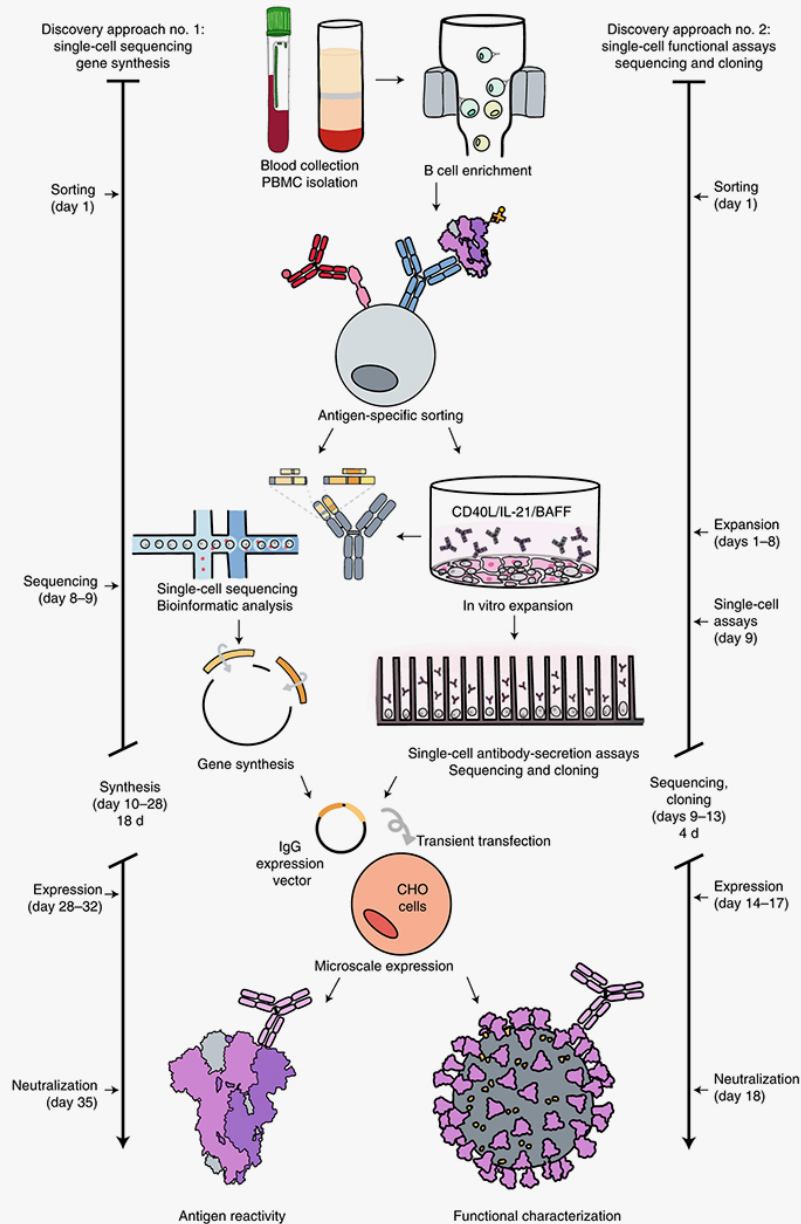 Discovery approach no. 1:
single-cell sequencing
gene synthesis
Discovery approach no. 2:
single-cell functional assays
sequencing and cloning
Blood collection
PBMC isolation
B cell enrichment
Sorting
(day 1)
Sorting
(day 1)
Antigen-specific sorting
CD40L/IL-21/BAFF
Expansion
(days 1–8)
Sequencing
(day 8–9)
Single-cell sequencing
Bioinformatic analysis
In vitro expansion
Single-cell
assays
(day 9)
Gene synthesis
Single-cell antibody-secretion assays
Sequencing and cloning
Synthesis
(day 10–28)
18 d
Sequencing,
cloning
(days 9–13)
4 d
IgG
expression
vector
Transient transfection
Expression
(day 28–32)
CHO
cells
Expression
(day 14–17)
Microscale expression
Neutralization
(day 35)
Neutralization
(day 18)
Antigen reactivity
Functional characterization